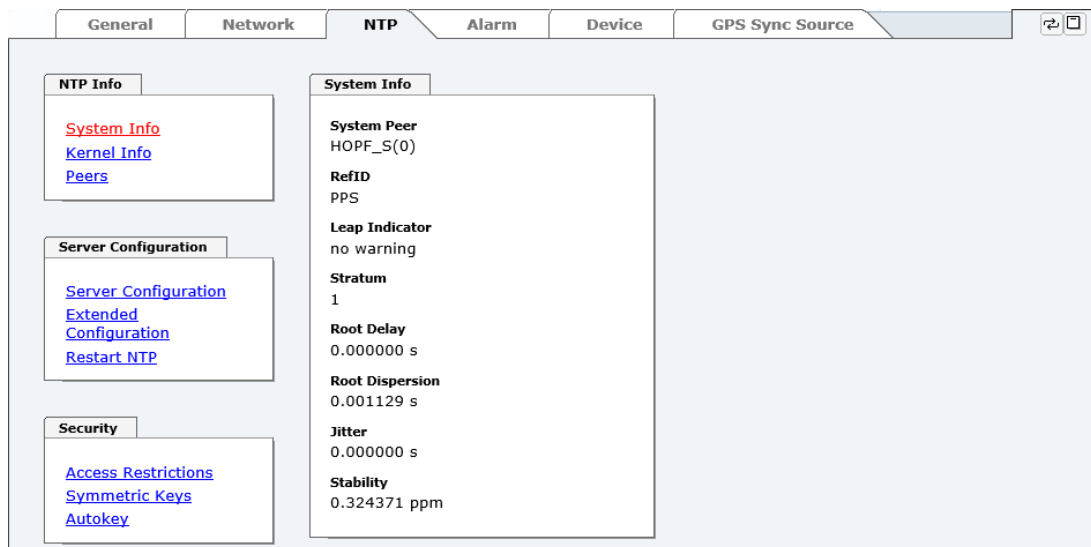 General
Network
NTP
Alarm
Device
GPS Sync Source
NTP Info
System Info
Kernel Info
Peers
Server Configuration
Server Configuration
Extended
Configuration
Restart NTP
Security
Access Restrictions
Symmetric Keys
Autokey
System Info
System Peer
HOPF_S(0)
RefID
PPS
Leap Indicator
no warning
Stratum
1
Root Delay
0.000000 s
Root Dispersion
0.001129 s
Jitter
0.000000 s
Stability
0.324371 ppm